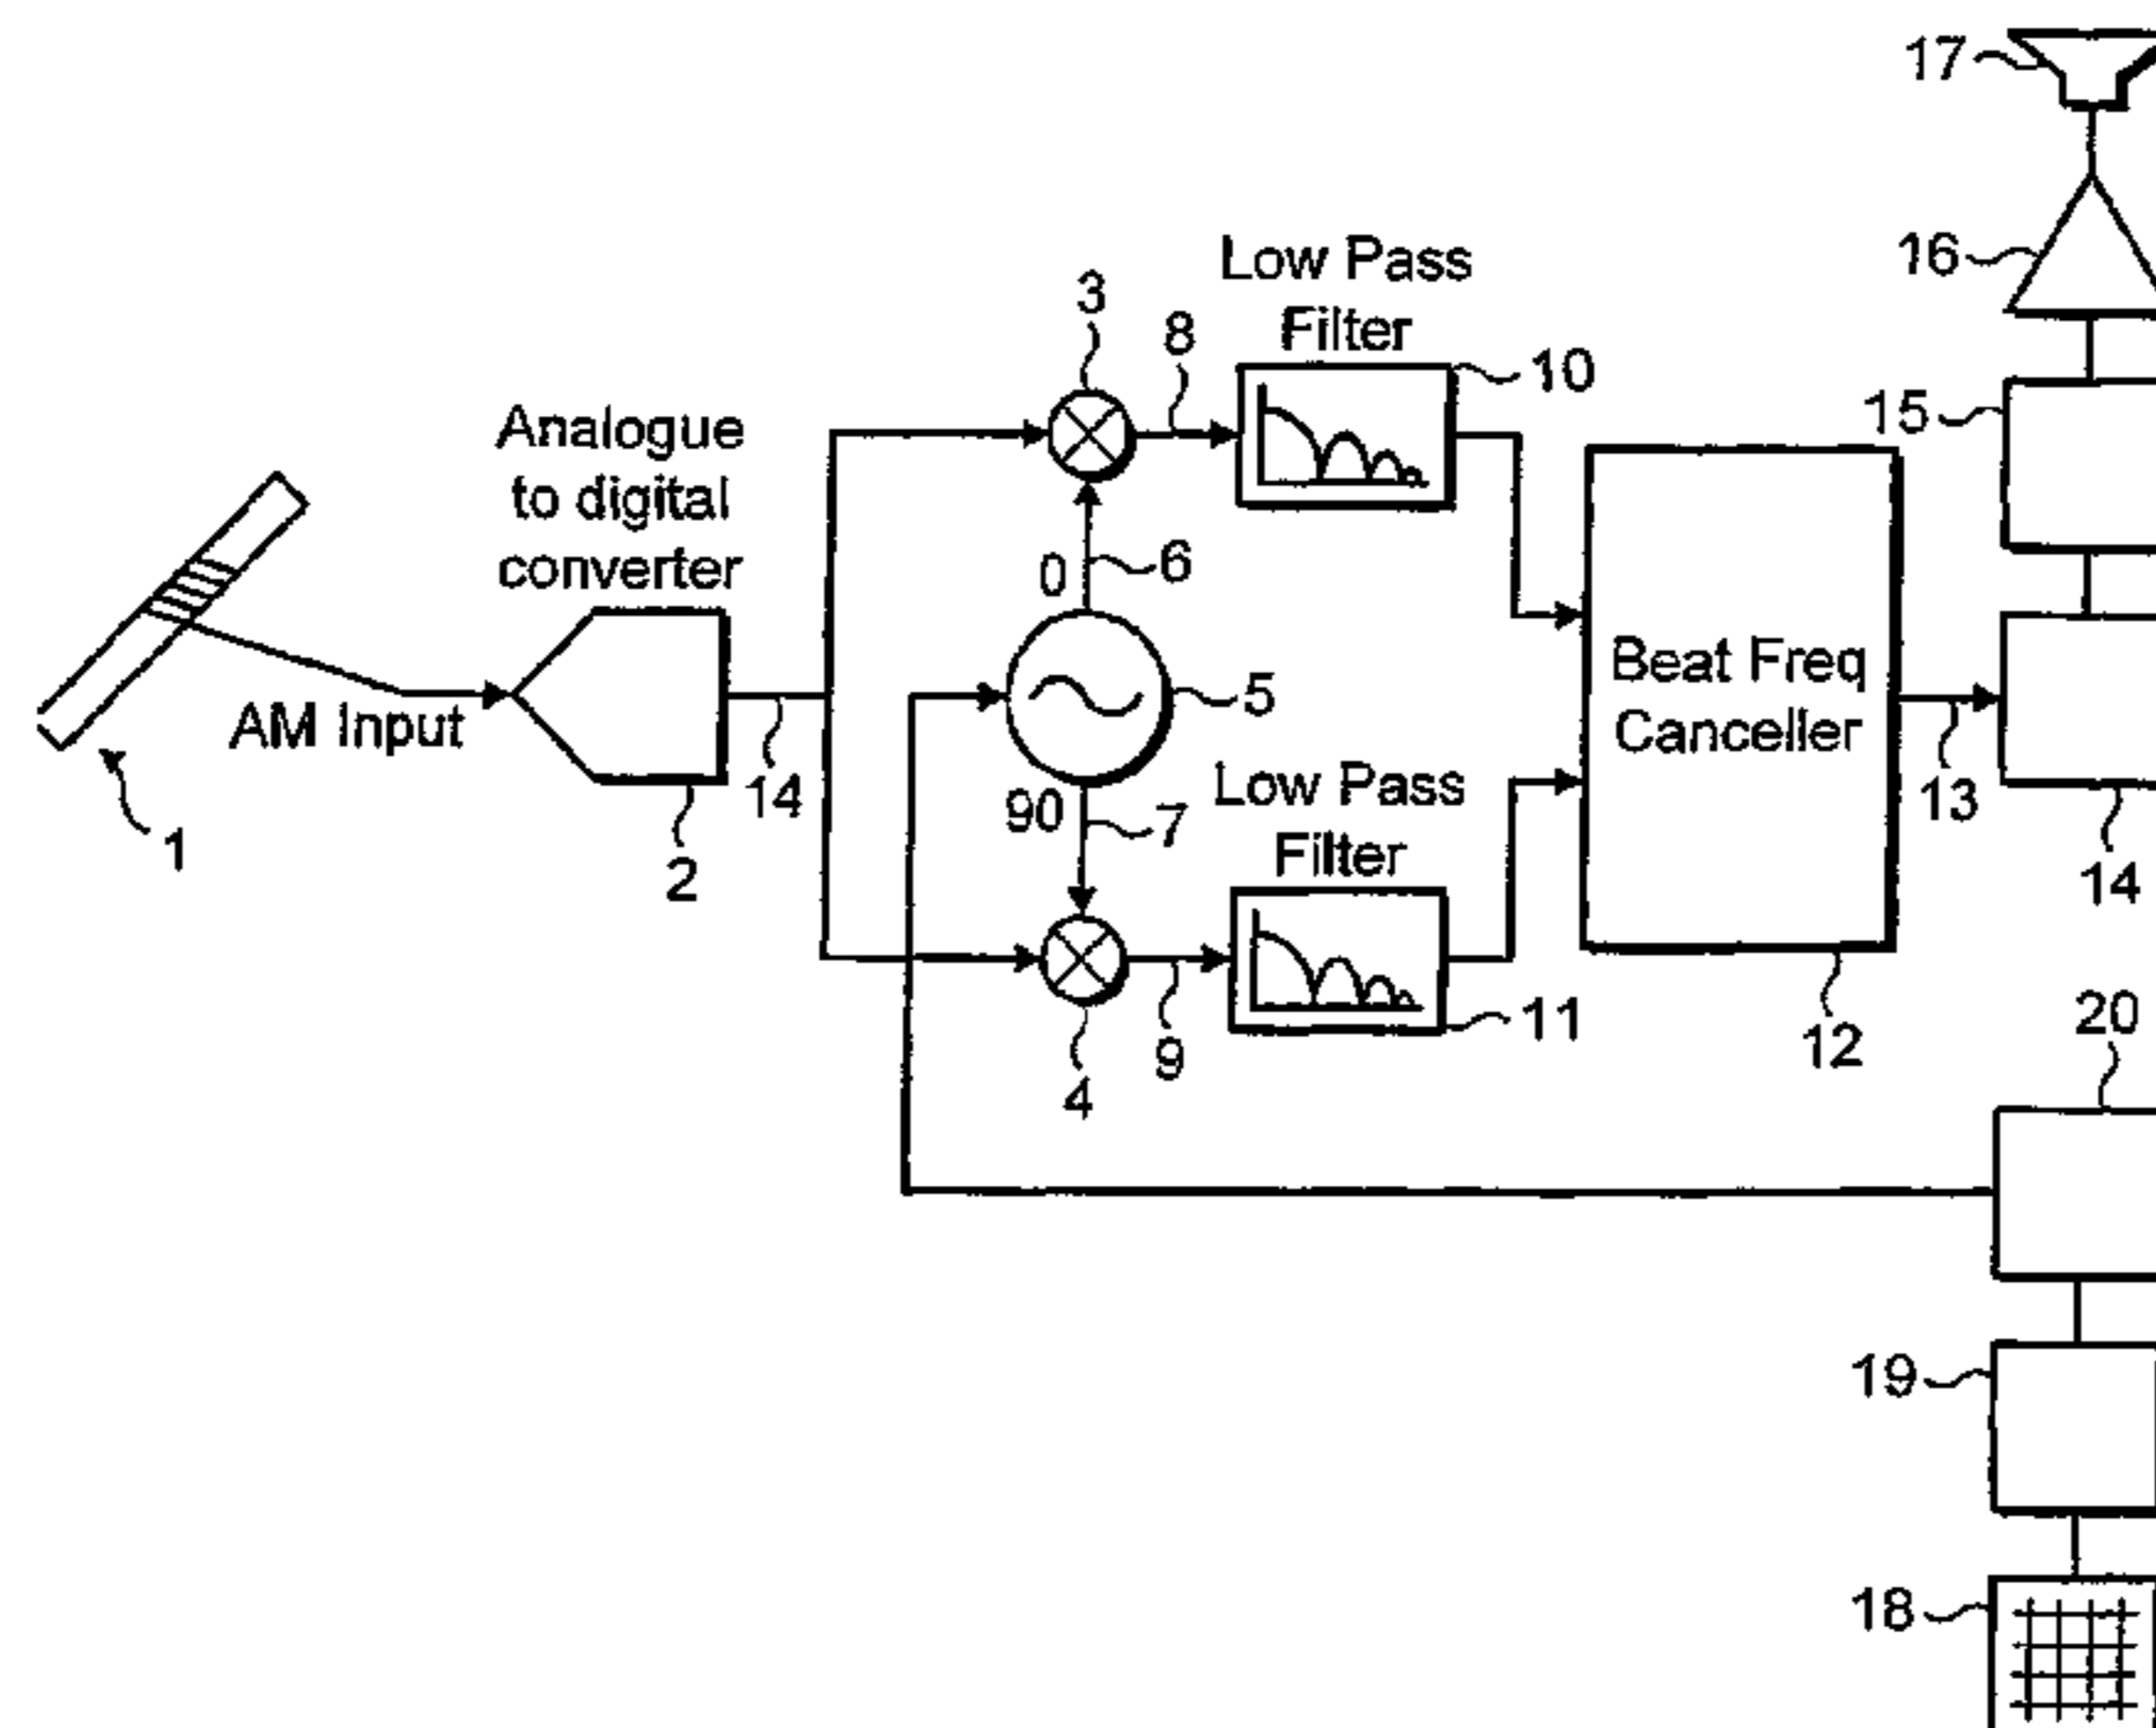 17
16
Low Pass
Filter
3
8
10
15
Analogue
to digital
converter
0
6
Beat Freq
Canceller
AM Input
5
14
90
7
Low Pass
Filter
13
1
2
14
11
12
20
9
4
19
18